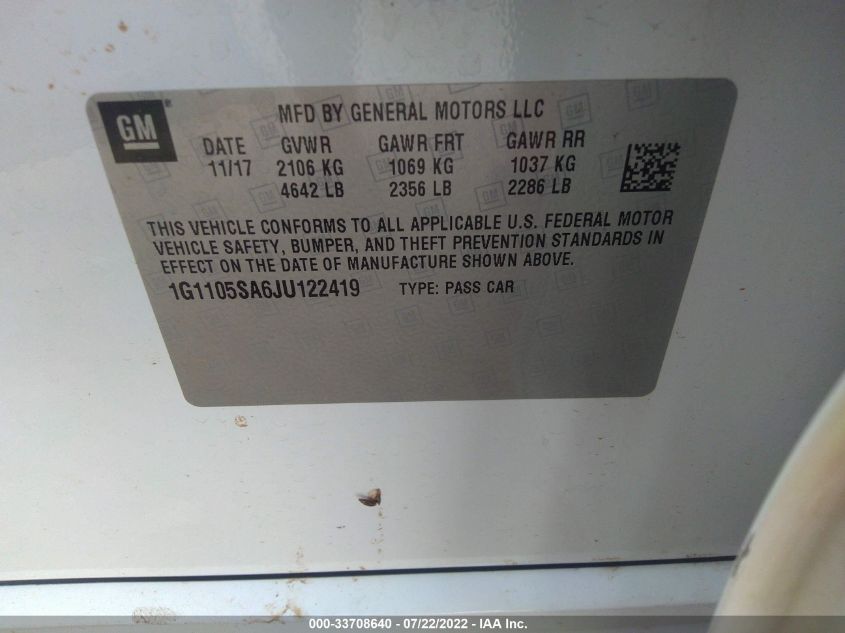 GM
MFD BY GENERAL MOTORS LLC
DATE GVWR GAWR FRT GAWR RR
11/17 2106 KG 1069 KG 1037 KG
4642 LB 2356 LB 2286 LB
THIS VEHICLE CONFORMS TO ALL APPLICABLE U.S. FEDERAL MOTOR
VEHICLE SAFETY, BUMPER, AND THEFT PREVENTION STANDARDS IN
EFFECT ON THE DATE OF MANUFACTURE SHOWN ABOVE.
1G1105SA6JU122419 TYPE: PASS CAR
000-33708640 - 07/22/2022 - IAA Inc.